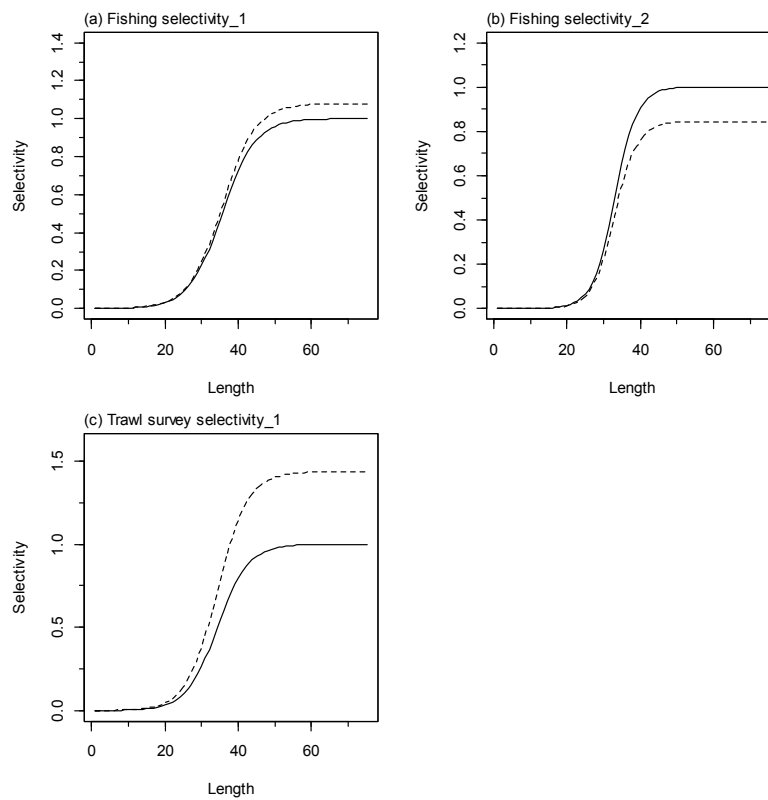 (a) Fishing selectivity_1
Selectivity
0.0 0.2 0.4 0.6 0.8 1.0 1.2 1.4
0 20 40 60
Length
(b) Fishing selectivity_2
Selectivity
0.0 0.2 0.4 0.6 0.8 1.0 1.2
0 20 40 60
Length
(c) Trawl survey selectivity_1
Selectivity
0.0 0.5 1.0 1.5
0 20 40 60
Length